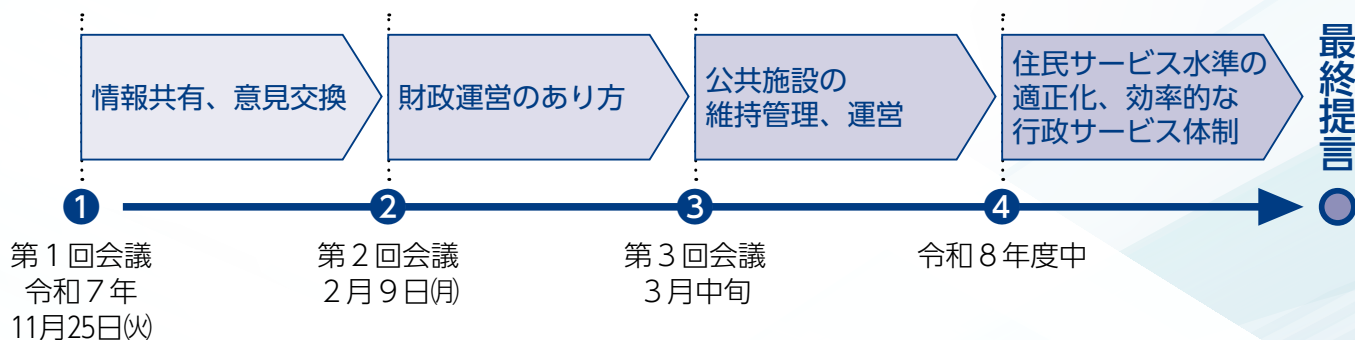 情報共有、意見交換
財政運営のあり方
公共施設の
維持管理、運営
住民サービス水準の
適正化、効率的な
行政サービス体制
最終提言
1
2
3
4
第1回会議
令和7年
11月25日㈫
第2回会議
2月9日㈪
第3回会議
3月中旬
令和8年度中